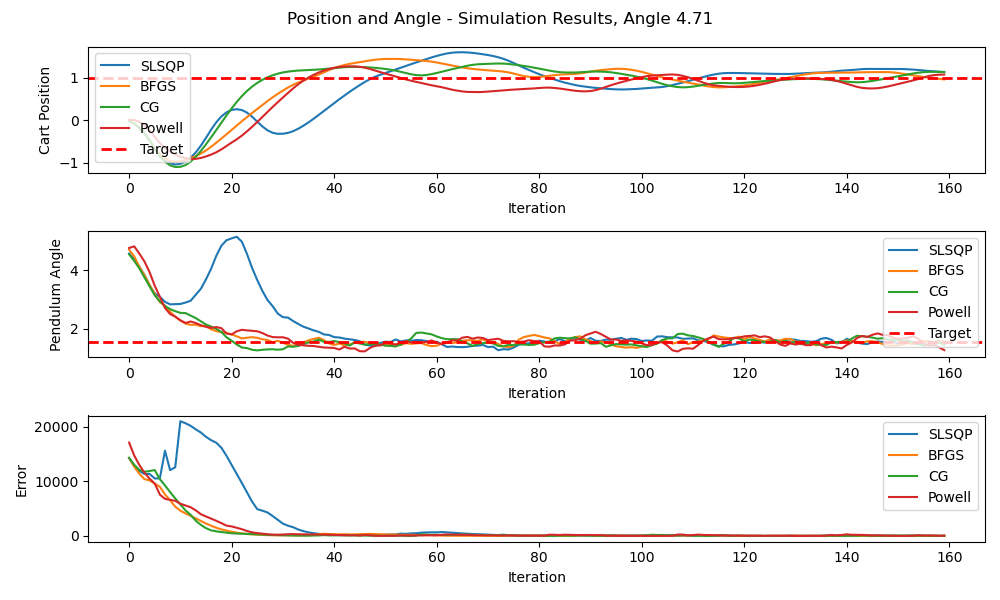 Position and Angle - Simulation Results, Angle 4.71
Cart Position
1
0
−1
SLSQP
BFGS
CG
Powell
Target
0 20 40 60 80 100 120 140 160
Iteration
Pendulum Angle
4
2
SLSQP
BFGS
CG
Powell
Target
0 20 40 60 80 100 120 140 160
Iteration
Error
20000
10000
0
SLSQP
BFGS
CG
Powell
0 20 40 60 80 100 120 140 160
Iteration